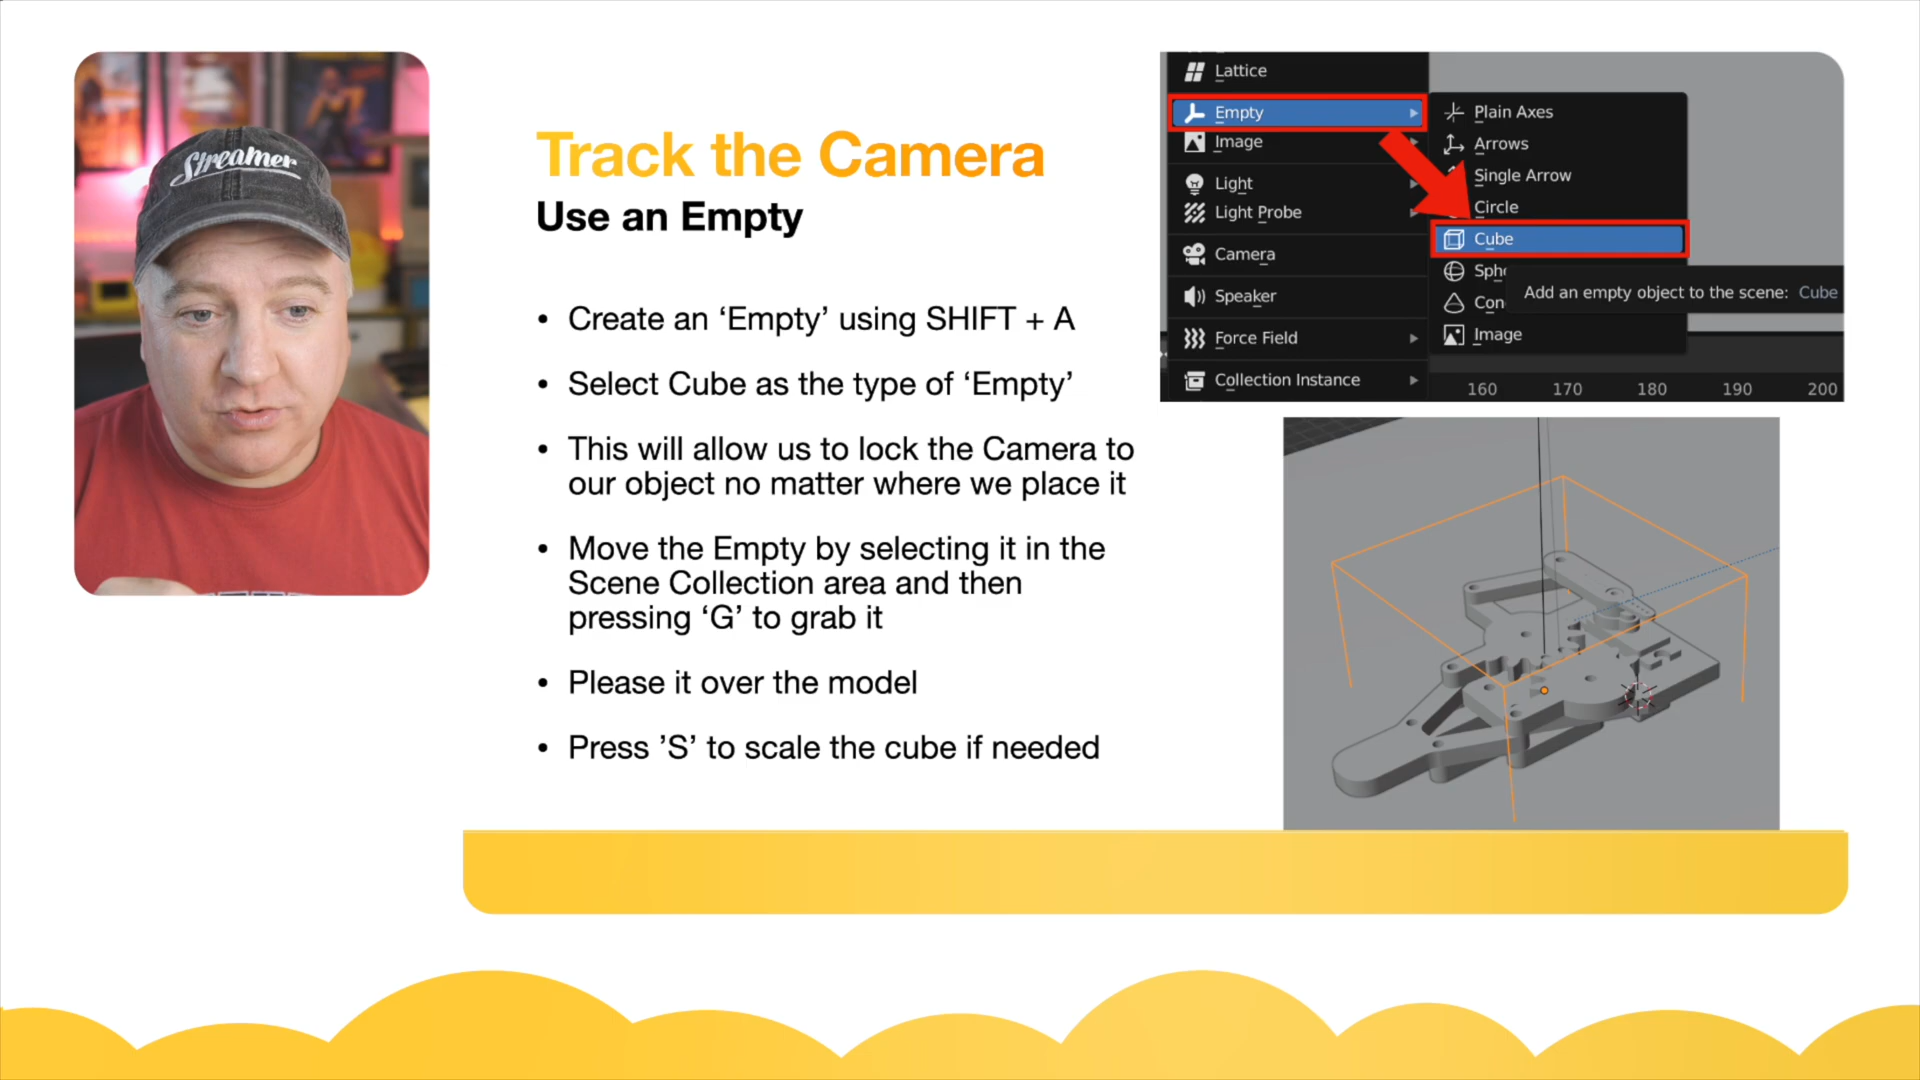 Streamer
Track the Camera
Use an Empty
• Create an ‘Empty’ using SHIFT + A
• Select Cube as the type of ‘Empty’
• This will allow us to lock the Camera to
our object no matter where we place it
• Move the Empty by selecting it in the
Scene Collection area and then
pressing ‘G’ to grab it
• Please it over the model
• Press ’S’ to scale the cube if needed
Lattice
Empty
Image
Light
Light Probe
Camera
Speaker
Force Field
Collection Instance
Plain Axes
Arrows
Single Arrow
Circle
Cube
Add an empty object to the scene: Cube
Image
160 170 180 190 200